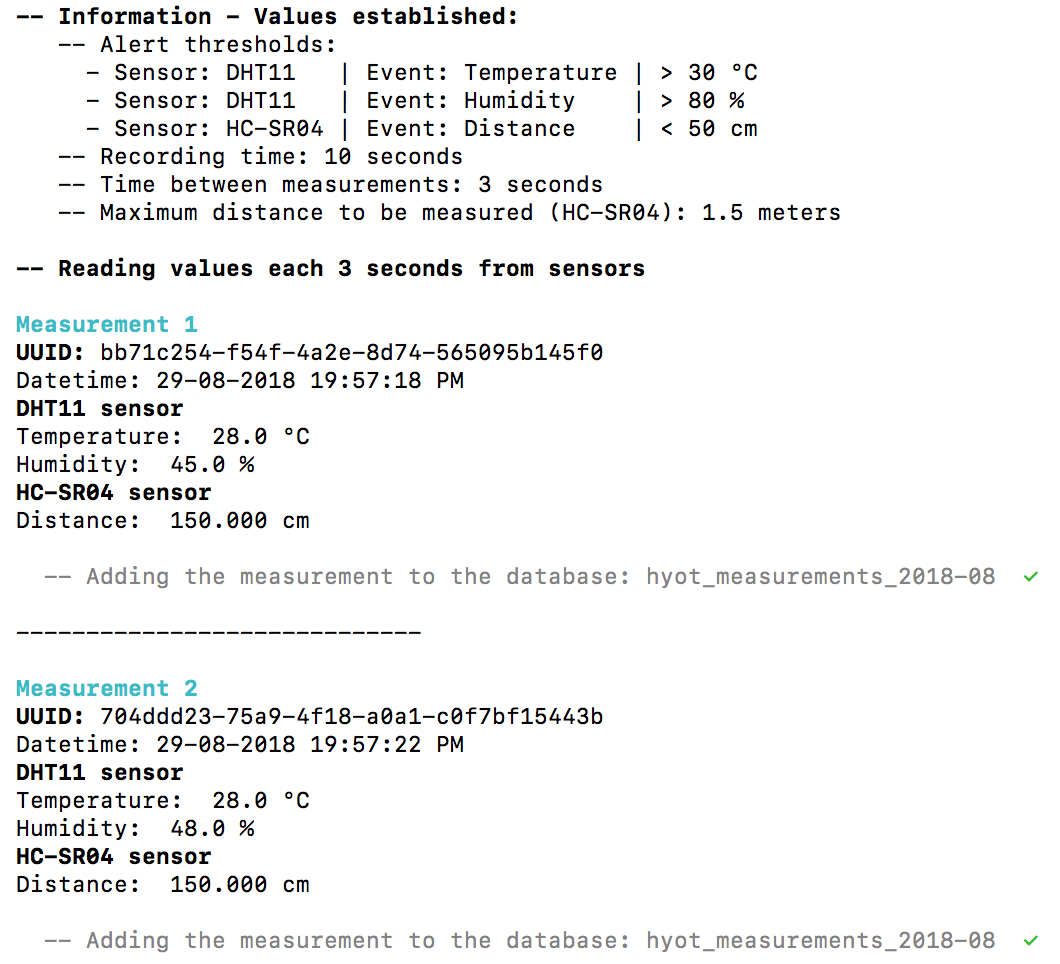 -- Information - Values established:
   -- Alert thresholds:
     - Sensor: DHT11   | Event: Temperature | > 30 °C
     - Sensor: DHT11   | Event: Humidity    | > 80 %
     - Sensor: HC-SR04 | Event: Distance    | < 50 cm
   -- Recording time: 10 seconds
   -- Time between measurements: 3 seconds
   -- Maximum distance to be measured (HC-SR04): 1.5 meters
-- Reading values each 3 seconds from sensors
Measurement 1
UUID: bb71c254-f54f-4a2e-8d74-565095b145f0
Datetime: 29-08-2018 19:57:18 PM
DHT11 sensor
Temperature:  28.0 °C
Humidity:  45.0 %
HC-SR04 sensor
Distance:  150.000 cm
  -- Adding the measurement to the database: hyot_measurements_2018-08  ✓
-----------------------------
Measurement 2
UUID: 704ddd23-75a9-4f18-a0a1-c0f7bf15443b
Datetime: 29-08-2018 19:57:22 PM
DHT11 sensor
Temperature:  28.0 °C
Humidity:  48.0 %
HC-SR04 sensor
Distance:  150.000 cm
  -- Adding the measurement to the database: hyot_measurements_2018-08  ✓